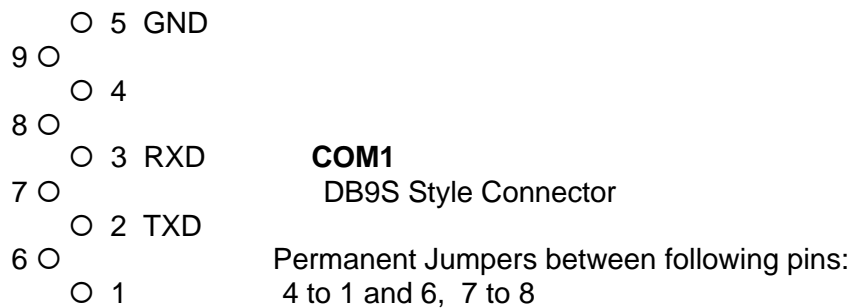 5 GND
9
4
8
3 RXD COM1
7 DB9S Style Connector
2 TXD
6 Permanent Jumpers between following pins:
1 4 to 1 and 6, 7 to 8